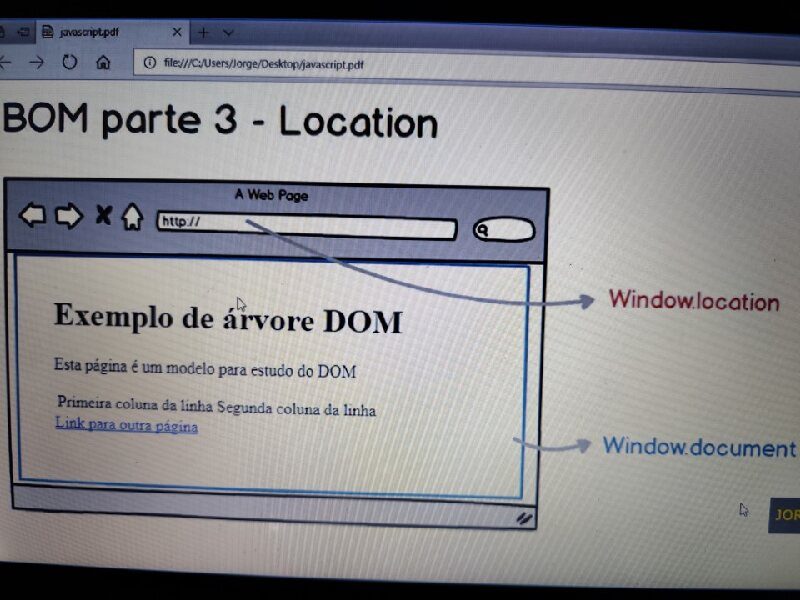 javascript.pdf
file:///C:/Users/Jorge/Desktop/javascript.pdf
BOM parte 3 - Location
A Web Page
http://
Window.location
Exemplo de árvore DOM
Esta página é um modelo para estudo do DOM
Primeira coluna da linha Segunda coluna da linha
Link para outra página
Window.document
JOR